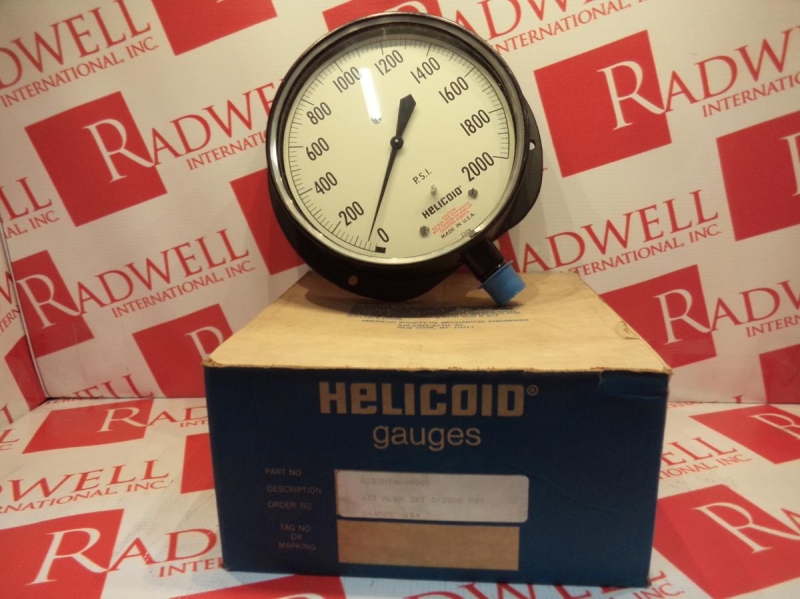 RADWELL
INTERNATIONAL, INC.
0
200
400
600
800
1000
1200
1400
1600
1800
2000
P.S.I.
HELICOID
MADE IN U.S.A.
HELICOID®
gauges
PART NO.
DESCRIPTION
ORDER NO.
TAG NO.
OR
MARKING